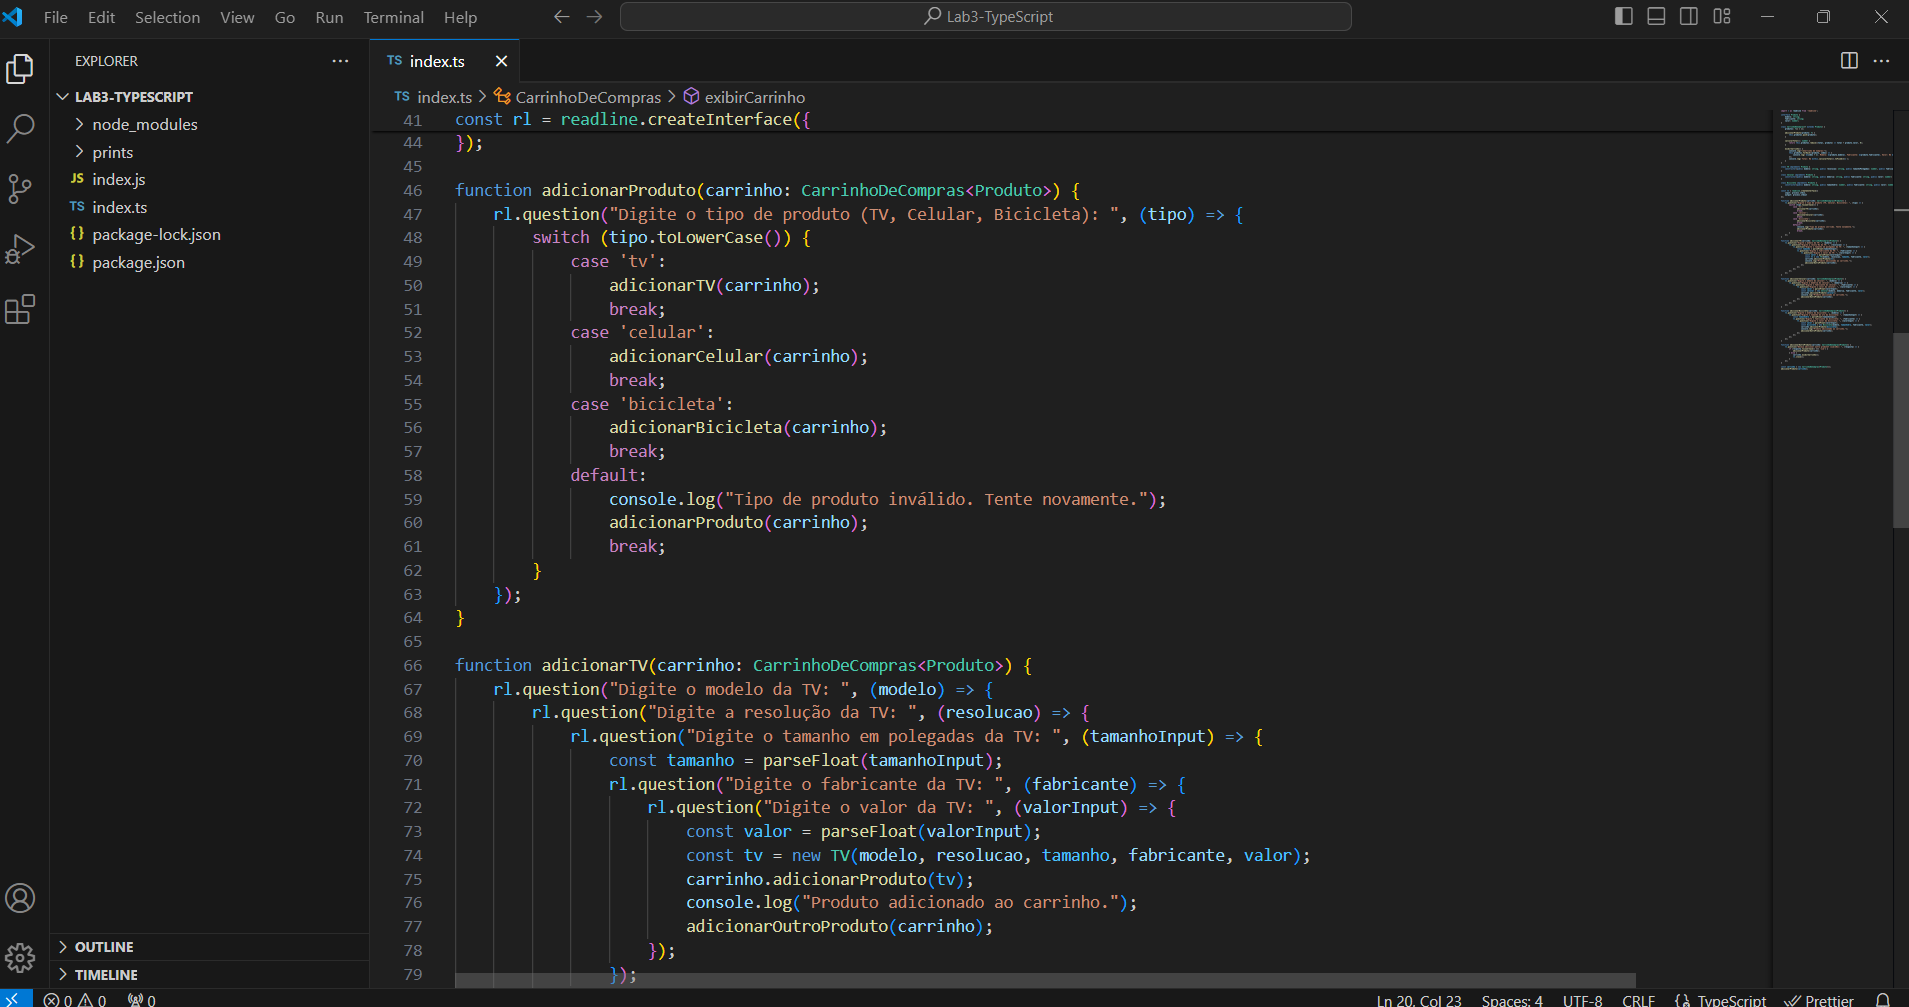 File Edit Selection View Go Run Terminal Help
Lab3-TypeScript
EXPLORER
LAB3-TYPESCRIPT
node_modules
prints
JS index.js
TS index.ts
{} package-lock.json
{} package.json
OUTLINE
TIMELINE
TS index.ts
TS index.ts > CarrinhoDeCompras > exibirCarrinho
41 const rl = readline.createInterface({
44 });
45
46 function adicionarProduto(carrinho: CarrinhoDeCompras<Produto>) {
47 rl.question("Digite o tipo de produto (TV, Celular, Bicicleta): ", (tipo) => {
48 switch (tipo.toLowerCase()) {
49 case 'tv':
50 adicionarTV(carrinho);
51 break;
52 case 'celular':
53 adicionarCelular(carrinho);
54 break;
55 case 'bicicleta':
56 adicionarBicicleta(carrinho);
57 break;
58 default:
59 console.log("Tipo de produto inválido. Tente novamente.");
60 adicionarProduto(carrinho);
61 break;
62 }
63 });
64 }
65
66 function adicionarTV(carrinho: CarrinhoDeCompras<Produto>) {
67 rl.question("Digite o modelo da TV: ", (modelo) => {
68 rl.question("Digite a resolução da TV: ", (resolucao) => {
69 rl.question("Digite o tamanho em polegadas da TV: ", (tamanhoInput) => {
70 const tamanho = parseFloat(tamanhoInput);
71 rl.question("Digite o fabricante da TV: ", (fabricante) => {
72 rl.question("Digite o valor da TV: ", (valorInput) => {
73 const valor = parseFloat(valorInput);
74 const tv = new TV(modelo, resolucao, tamanho, fabricante, valor);
75 carrinho.adicionarProduto(tv);
76 console.log("Produto adicionado ao carrinho.");
77 adicionarOutroProduto(carrinho);
78 });
79 });
0 0 0
Ln 20, Col 23 Spaces: 4 UTF-8 CRLF {} TypeScript Prettier